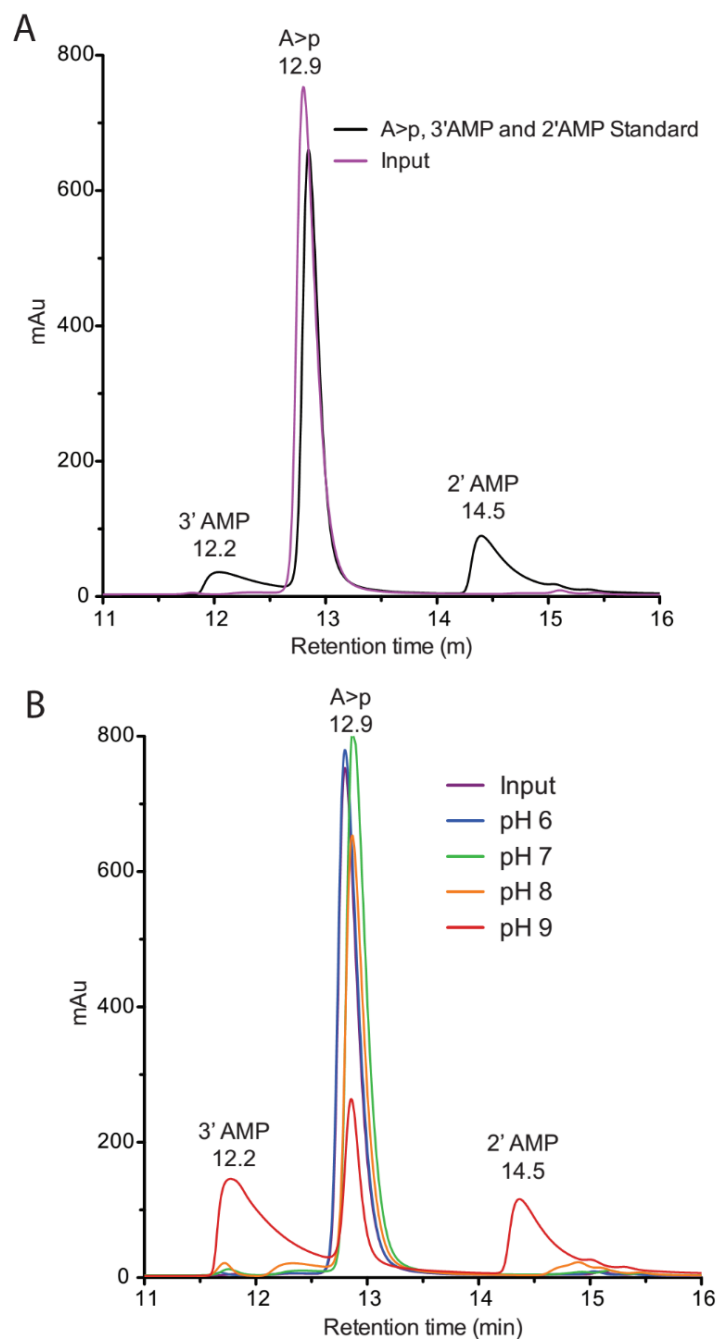 A
A>p
12.9
800
A>p, 3'AMP and 2'AMP Standard
Input
600
mAu
400
200
3' AMP
12.2
2' AMP
14.5
0
11 12 13 14 15 16
Retention time (m)
B
A>p
12.9
800
Input
pH 6
pH 7
pH 8
pH 9
600
mAu
400
200
3' AMP
12.2
2' AMP
14.5
0
11 12 13 14 15 16
Retention time (min)